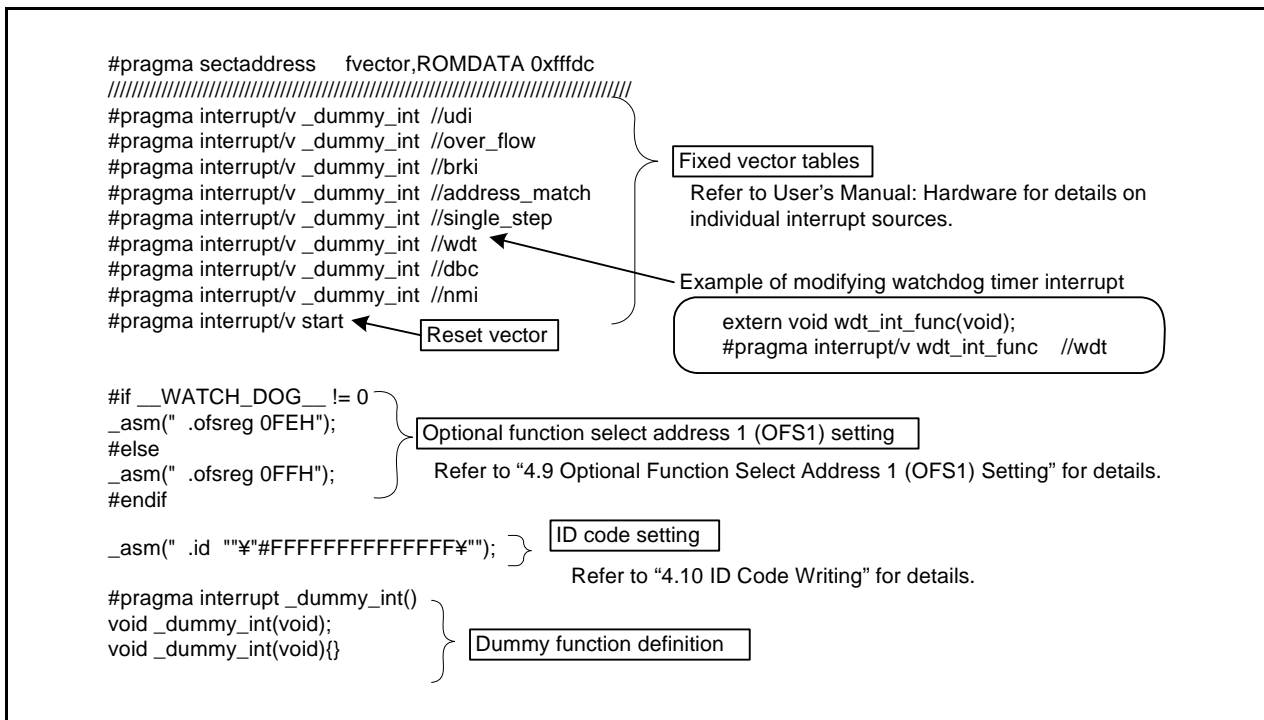 #pragma sectaddress fvector,ROMDATA 0xfffdc
///////////////////////////////////////////////////////////////////////////////////////
#pragma interrupt/v _dummy_int //udi
#pragma interrupt/v _dummy_int //over_flow
#pragma interrupt/v _dummy_int //brki
#pragma interrupt/v _dummy_int //address_match
#pragma interrupt/v _dummy_int //single_step
#pragma interrupt/v _dummy_int //wdt
#pragma interrupt/v _dummy_int //dbc
#pragma interrupt/v _dummy_int //nmi
#pragma interrupt/v start
Reset vector
Fixed vector tables
Refer to User's Manual: Hardware for details on
individual interrupt sources.
Example of modifying watchdog timer interrupt
extern void wdt_int_func(void);
#pragma interrupt/v wdt_int_func //wdt
#if __WATCH_DOG__ != 0
_asm(" .ofsreg 0FEH");
#else
_asm(" .ofsreg 0FFH");
#endif
Optional function select address 1 (OFS1) setting
Refer to “4.9 Optional Function Select Address 1 (OFS1) Setting” for details.
_asm(" .id ""¥"#FFFFFFFFFFFFFF¥"");
ID code setting
Refer to “4.10 ID Code Writing” for details.
#pragma interrupt _dummy_int()
void _dummy_int(void);
void _dummy_int(void){}
Dummy function definition